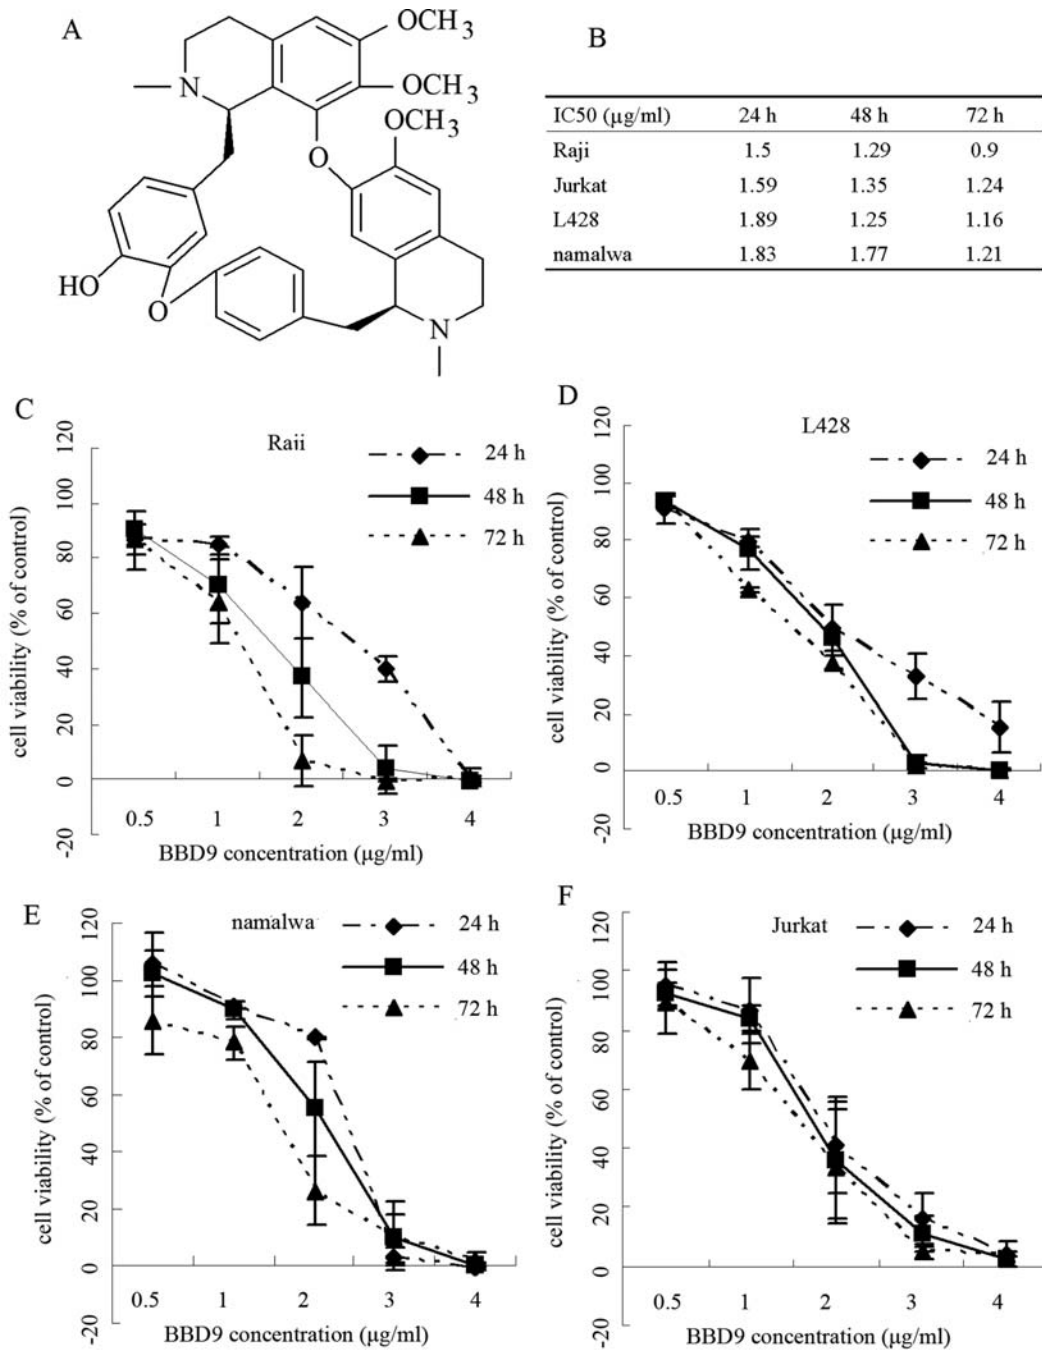 A
OCH3
N
OCH3
OCH3
O
HO
O
N
B
IC50 (µg/ml) 24 h 48 h 72 h
Raji 1.5 1.29 0.9
Jurkat 1.59 1.35 1.24
L428 1.89 1.25 1.16
namalwa 1.83 1.77 1.21
C
Raii
24 h
48 h
72 h
cell viability (% of control)
120
100
80
60
40
20
0
-20
0.5 1 2 3 4
BBD9 concentration (µg/ml)
D
L428
24 h
48 h
72 h
cell viability (% of control)
120
100
80
60
40
20
0
-20
0.5 1 2 3 4
BBD9 concentration (µg/ml)
E
namalwa
24 h
48 h
72 h
cell viability (% of control)
120
100
80
60
40
20
0
-20
0.5 1 2 3 4
BBD9 concentration (µg/ml)
F
Jurkat
24 h
48 h
72 h
cell viability (% of control)
120
100
80
60
40
20
0
-20
0.5 1 2 3 4
BBD9 concentration (µg/ml)